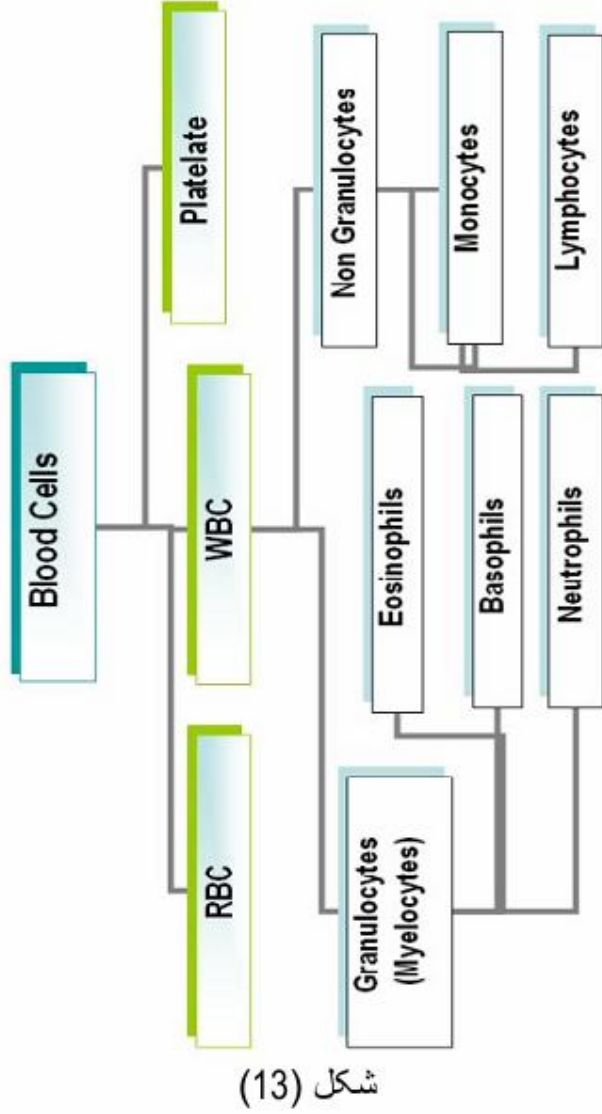 Blood Cells
RBC
WBC
Platelate
Granulocytes
(Myelocytes)
Non Granulocytes
Eosinophils
Monocytes
Basophils
Neutrophils
Lymphocytes
شكل (13)